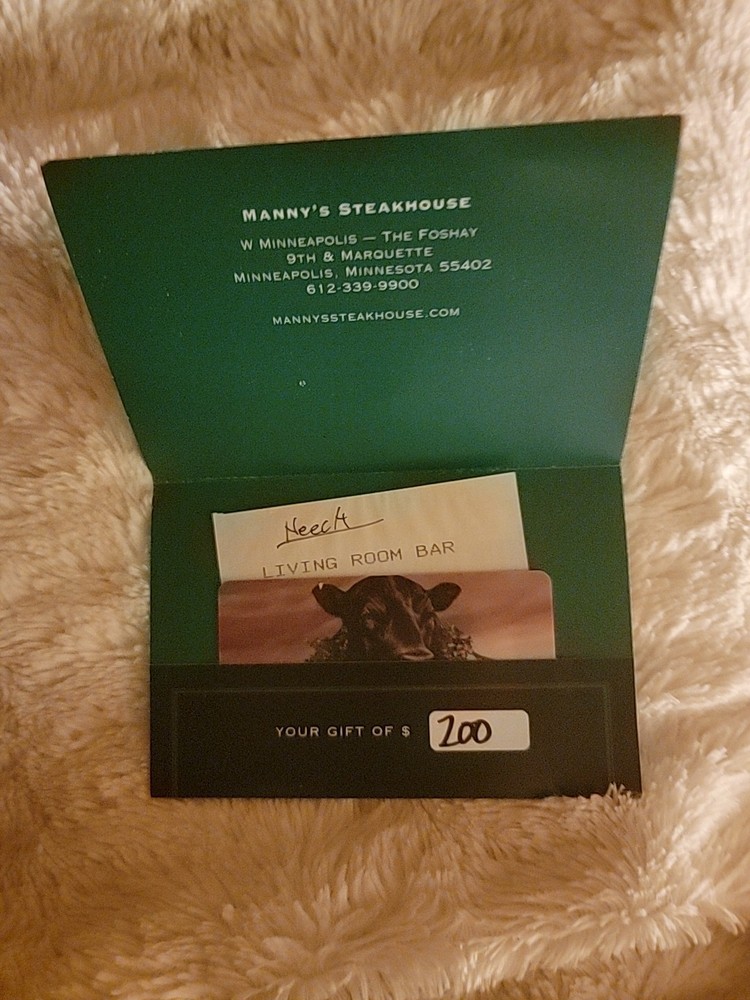 MANNY'S STEAKHOUSE
W MINNEAPOLIS — THE FOSHAY
9TH & MARQUETTE
MINNEAPOLIS, MINNESOTA 55402
612-339-9900
MANNYSSTEAKHOUSE.COM
LIVING ROOM BAR
YOUR GIFT OF $ 200